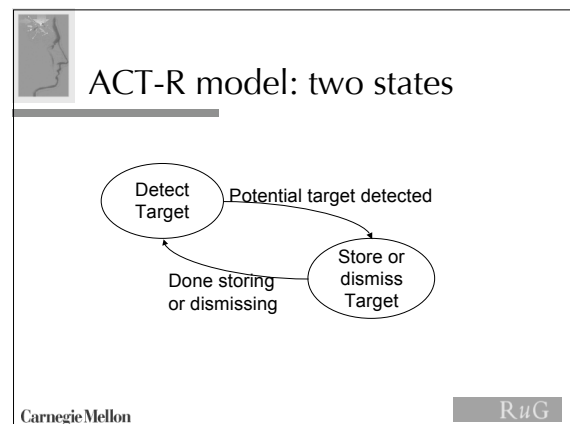 ACT-R model: two states
Detect
Target
Potential target detected
Store or
dismiss
Target
Done storing
or dismissing
Carnegie Mellon
RuG